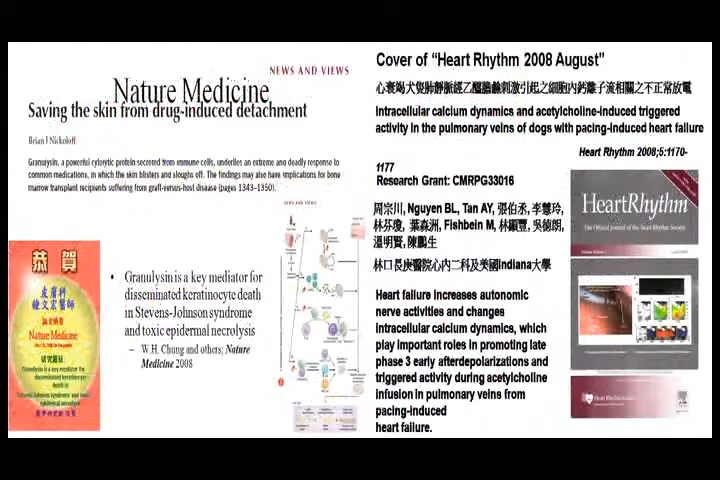 NEWS AND VIEWS
Nature Medicine
Saving the skin from drug-induced detachment
Brian J Nickoloff
Granulysin, a powerful cytolytic protein secreted from immune cells, underlies an extreme and deadly response to
common medications, in which the skin blisters and sloughs off. The findings may also have implications for bone
marrow transplant recipients suffering from graft-versus-host disease (pages 1343–1350).
NEWS AND VIEWS
恭賀
皮膚科
鐘文宏醫師
Nature Medicine
Granulysin is a key mediator for
disseminated keratinocyte
death in
Stevens-Johnson syndrome and toxic
epidermal necrolysis
• Granulysin is a key mediator for
disseminated keratinocyte death
in Stevens-Johnson syndrome
and toxic epidermal necrolysis
– W.H. Chung and others; Nature
Medicine 2008
Cover of “Heart Rhythm 2008 August”
心衰竭犬隻肺靜脈經乙醯膽鹼刺激引起之細胞內鈣離子流相關之不正常放電
Intracellular calcium dynamics and acetylcholine-induced triggered
activity in the pulmonary veins of dogs with pacing-induced heart failure
Heart Rhythm 2008;5:1170-
1177
Research Grant: CMRPG33016
周宗川, Nguyen BL, Tan AY, 張伯丞, 李慧玲,
林芬瓊, 葉森洲, Fishbein M, 林顯豐, 吳德朗,
溫明賢, 陳鵬生
林口長庚醫院心內二科及美國Indiana大學
Heart failure increases autonomic
nerve activities and changes
intracellular calcium dynamics, which
play important roles in promoting late
phase 3 early afterdepolarizations and
triggered activity during acetylcholine
infusion in pulmonary veins from
pacing-induced
heart failure.
HeartRhythm
The Official Journal of the Heart Rhythm Society